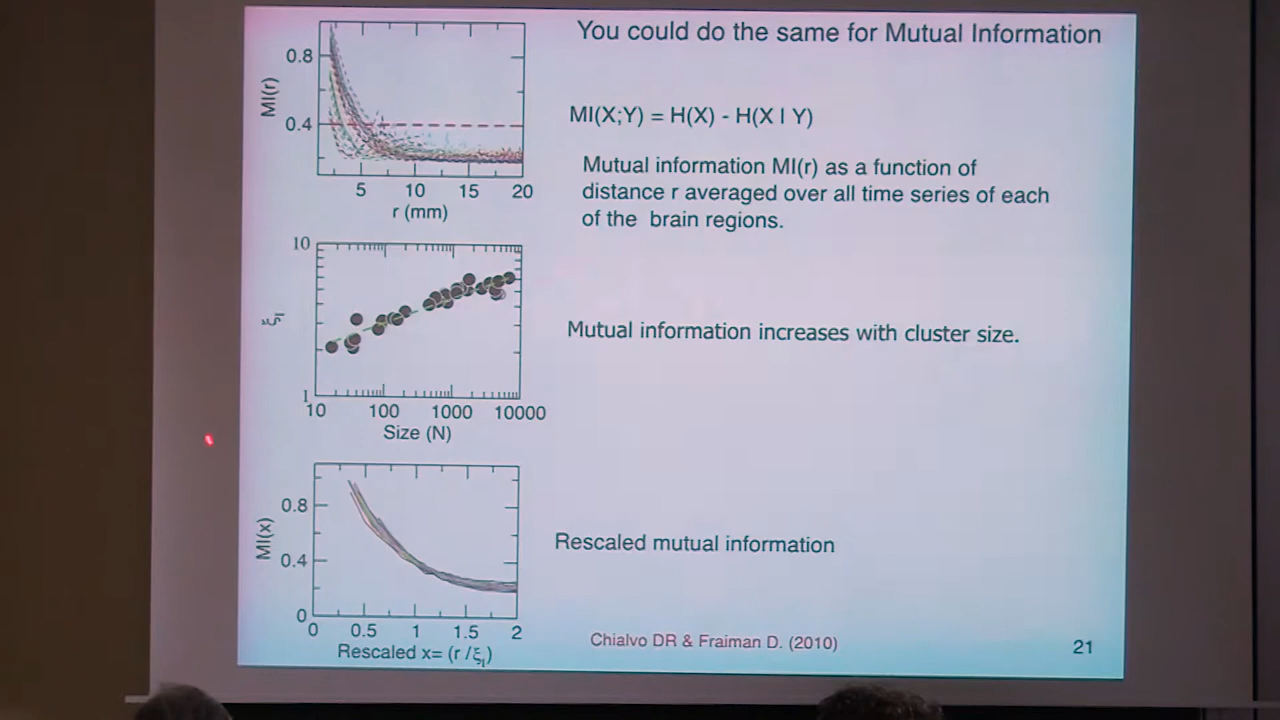 You could do the same for Mutual Information
0.8
0.4
MI(r)
5 10 15 20
r (mm)
MI(X;Y) = H(X) - H(X I Y)
Mutual information MI(r) as a function of
distance r averaged over all time series of each
of the brain regions.
10
1
ξI
10 100 1000 10000
Size (N)
Mutual information increases with cluster size.
0.8
0.4
0
MI(x)
0 0.5 1 1.5 2
Rescaled x= (r /ξI)
Rescaled mutual information
Chialvo DR & Fraiman D. (2010)
21